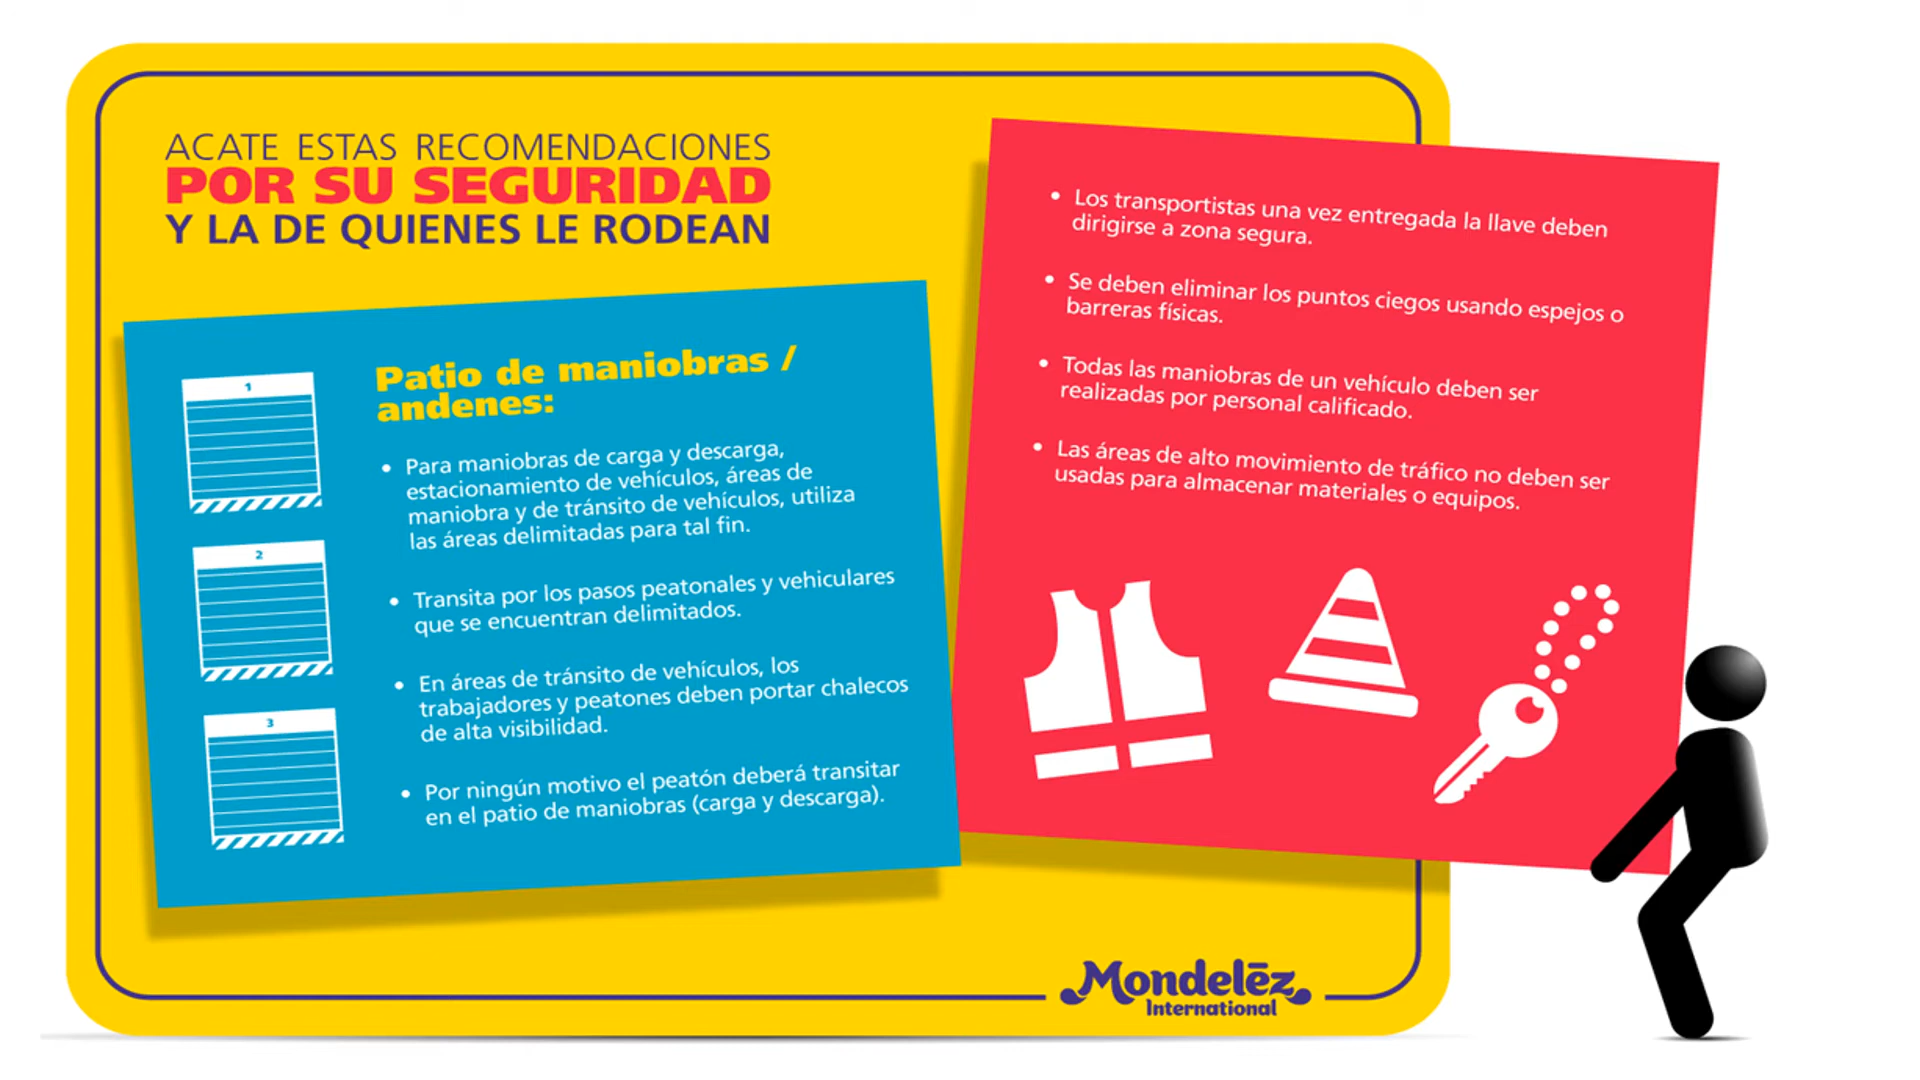 ACATE ESTAS RECOMENDACIONES
POR SU SEGURIDAD
Y LA DE QUIENES LE RODEAN
1
2
3
Patio de maniobras /
andenes:
• Para maniobras de carga y descarga,
estacionamiento de vehículos, áreas de
maniobra y de tránsito de vehículos, utiliza
las áreas delimitadas para tal fin.
• Transita por los pasos peatonales y vehiculares
que se encuentran delimitados.
• En áreas de tránsito de vehículos, los
trabajadores y peatones deben portar chalecos
de alta visibilidad.
• Por ningún motivo el peatón deberá transitar
en el patio de maniobras (carga y descarga).
• Los transportistas una vez entregada la llave deben
dirigirse a zona segura.
• Se deben eliminar los puntos ciegos usando espejos o
barreras físicas.
• Todas las maniobras de un vehículo deben ser
realizadas por personal calificado.
• Las áreas de alto movimiento de tráfico no deben ser
usadas para almacenar materiales o equipos.
Mondelēz
International